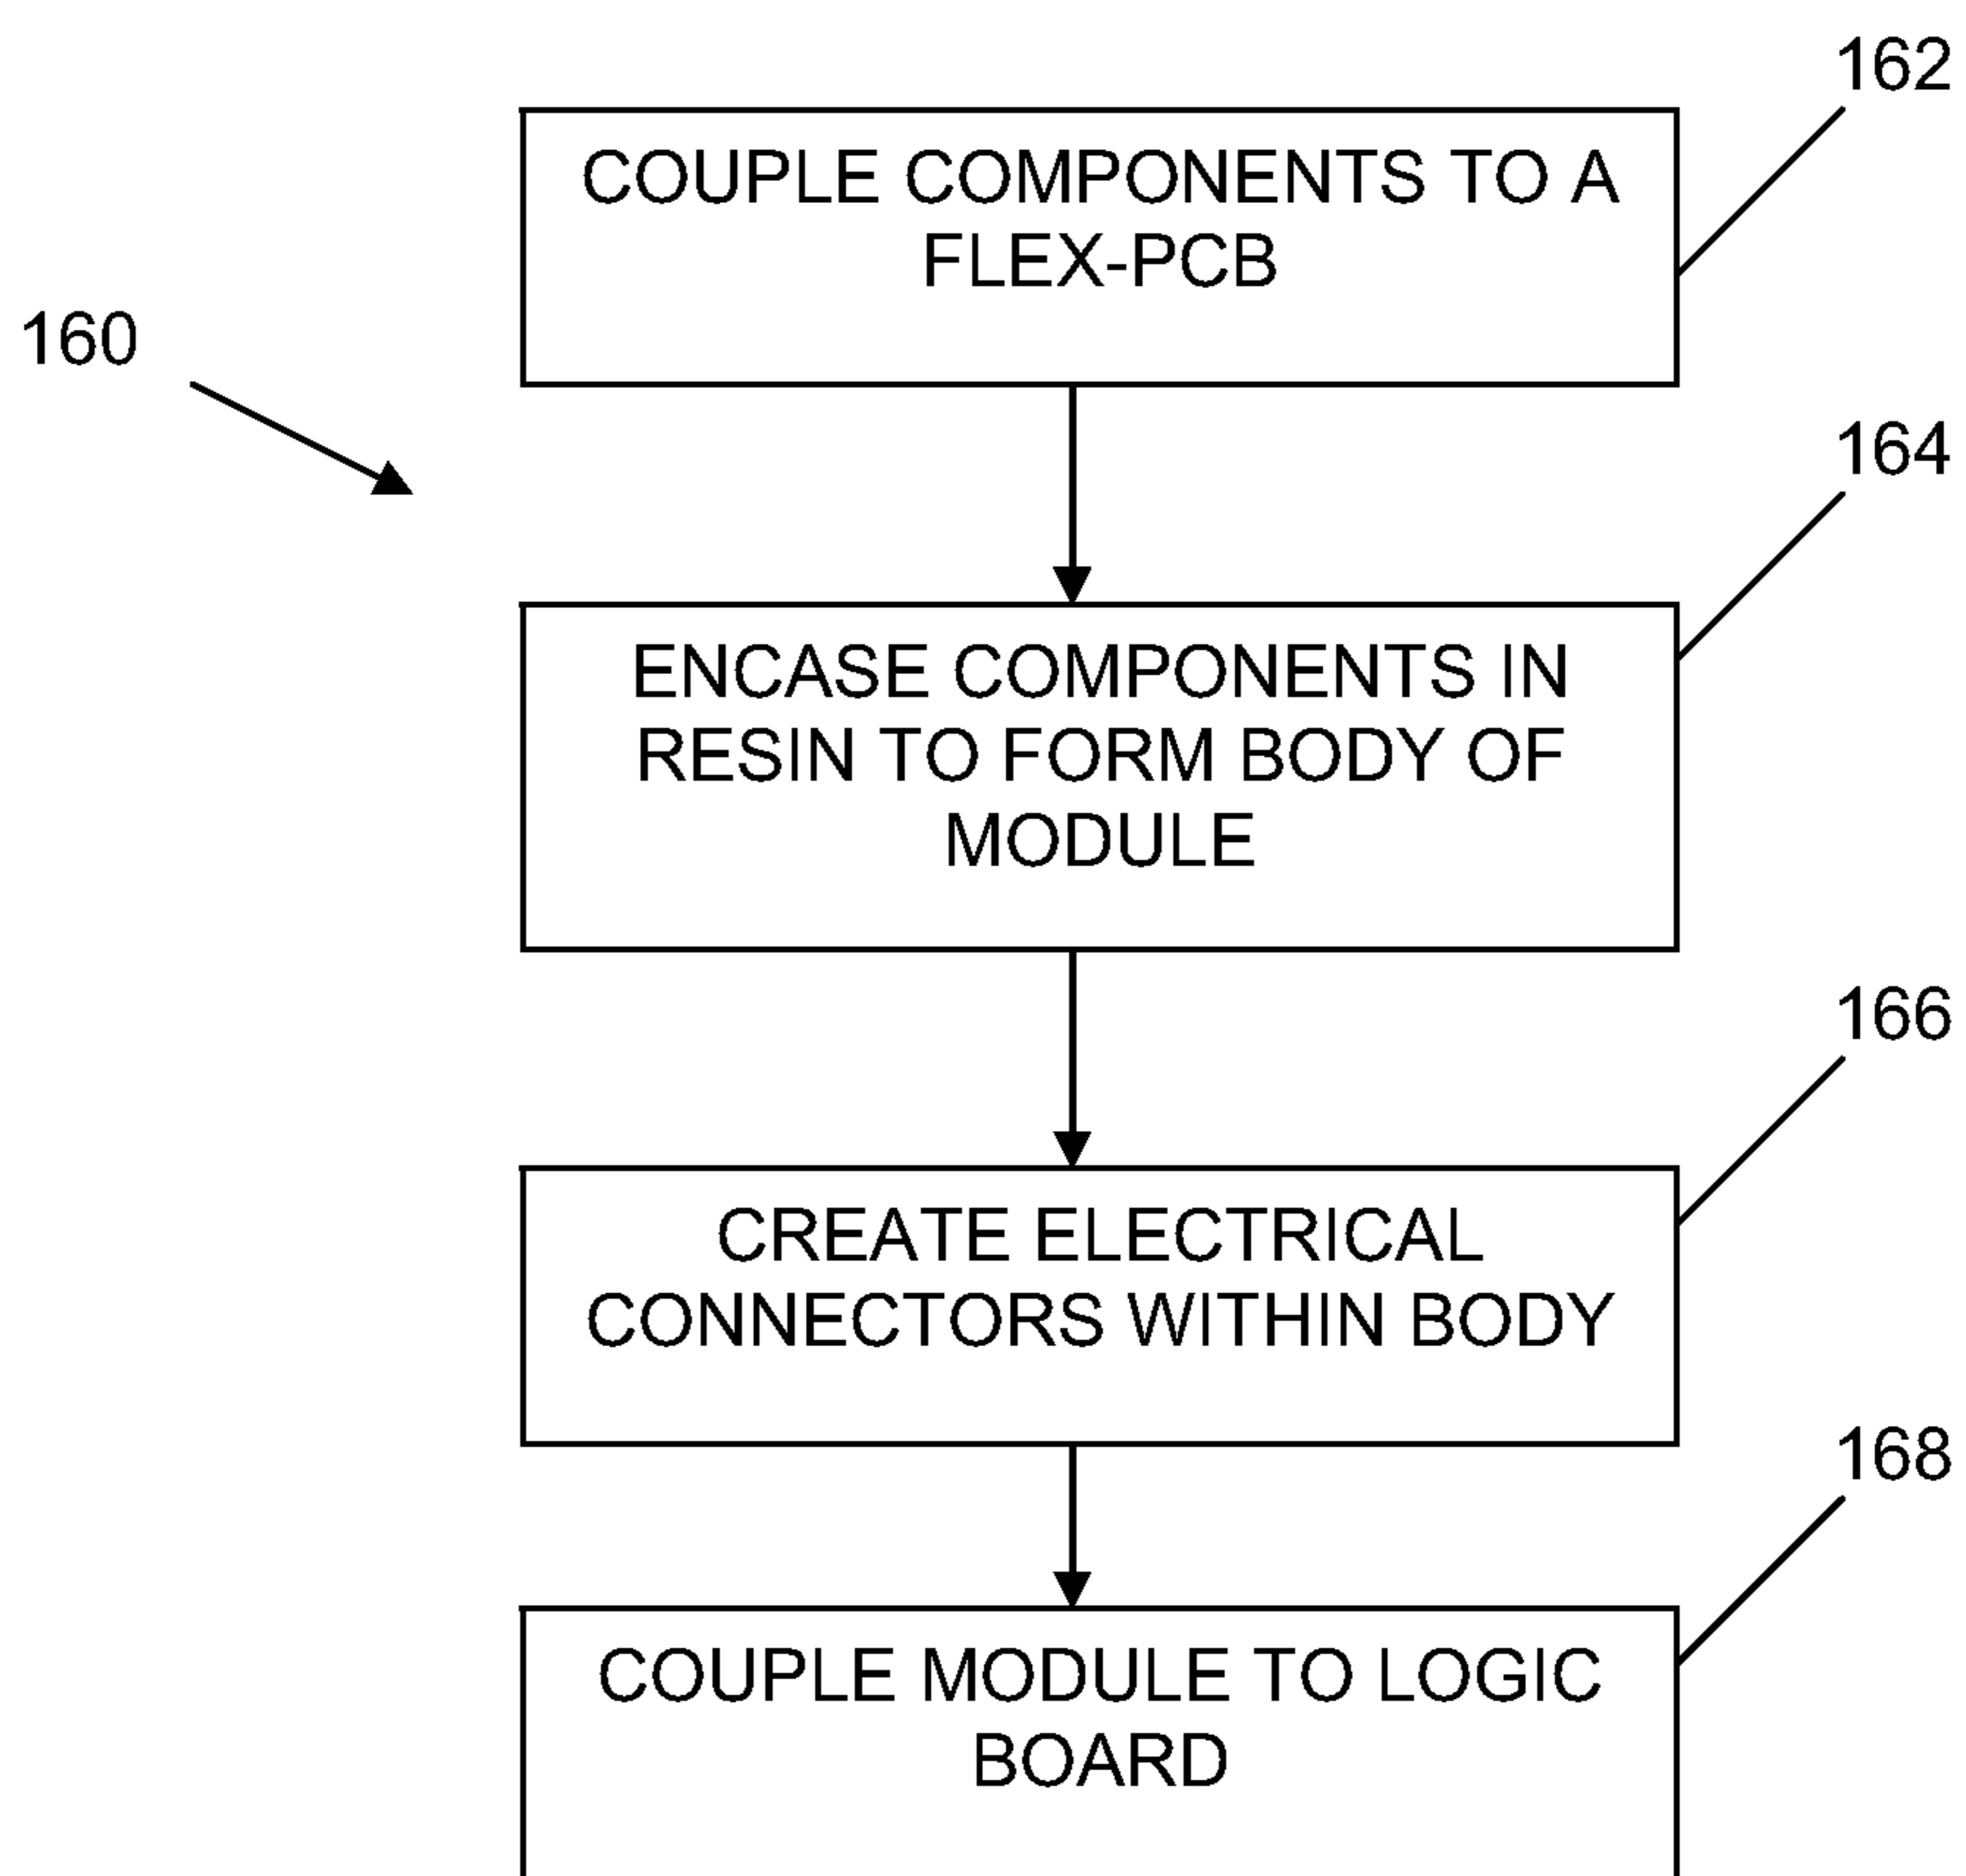 162
COUPLE COMPONENTS TO A
FLEX-PCB
160
164
ENCASE COMPONENTS IN
RESIN TO FORM BODY OF
MODULE
166
CREATE ELECTRICAL
CONNECTORS WITHIN BODY
168
COUPLE MODULE TO LOGIC
BOARD